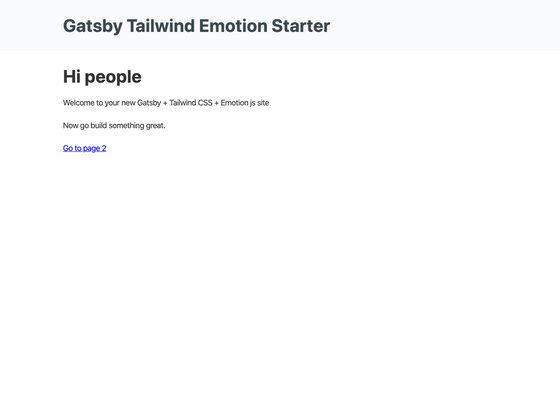 Gatsby Tailwind Emotion Starter
Hi people
Welcome to your new Gatsby + Tailwind CSS + Emotion js site
Now go build something great.
Go to page 2